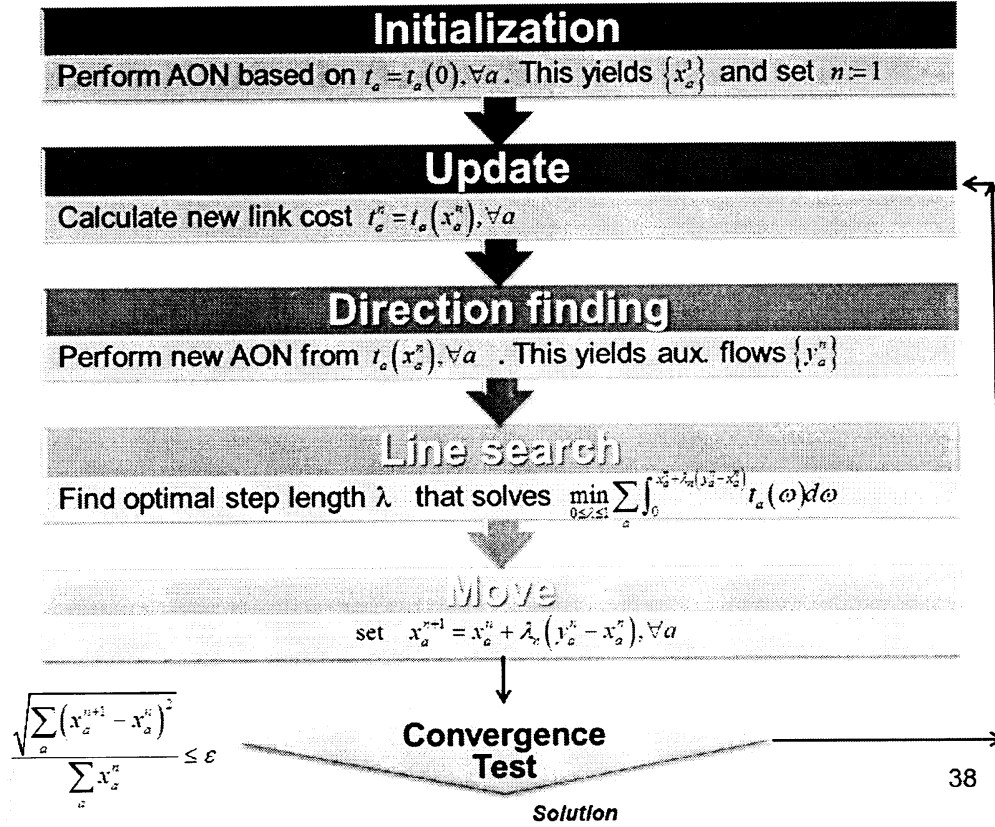 Initialization
Perform AON based on t_a = t_a(0), ∀a. This yields {x_a^1} and set n := 1
Update
Calculate new link cost t_a^n = t_a(x_a^n), ∀a
Direction finding
Perform new AON from t_a(x_a^n), ∀a . This yields aux. flows {y_a^n}
Line search
Find optimal step length λ that solves min_{0≤λ≤1} ∑_a ∫_0^{x_a^n + λ_n(y_a^n − x_a^n)} t_a(ω)dω
Move
set x_a^{n+1} = x_a^n + λ_n(y_a^n − x_a^n), ∀a
√(∑_a (x_a^{n+1} − x_a^n)^2) / ∑_a x_a^n ≤ ε
Convergence
Test
38
Solution